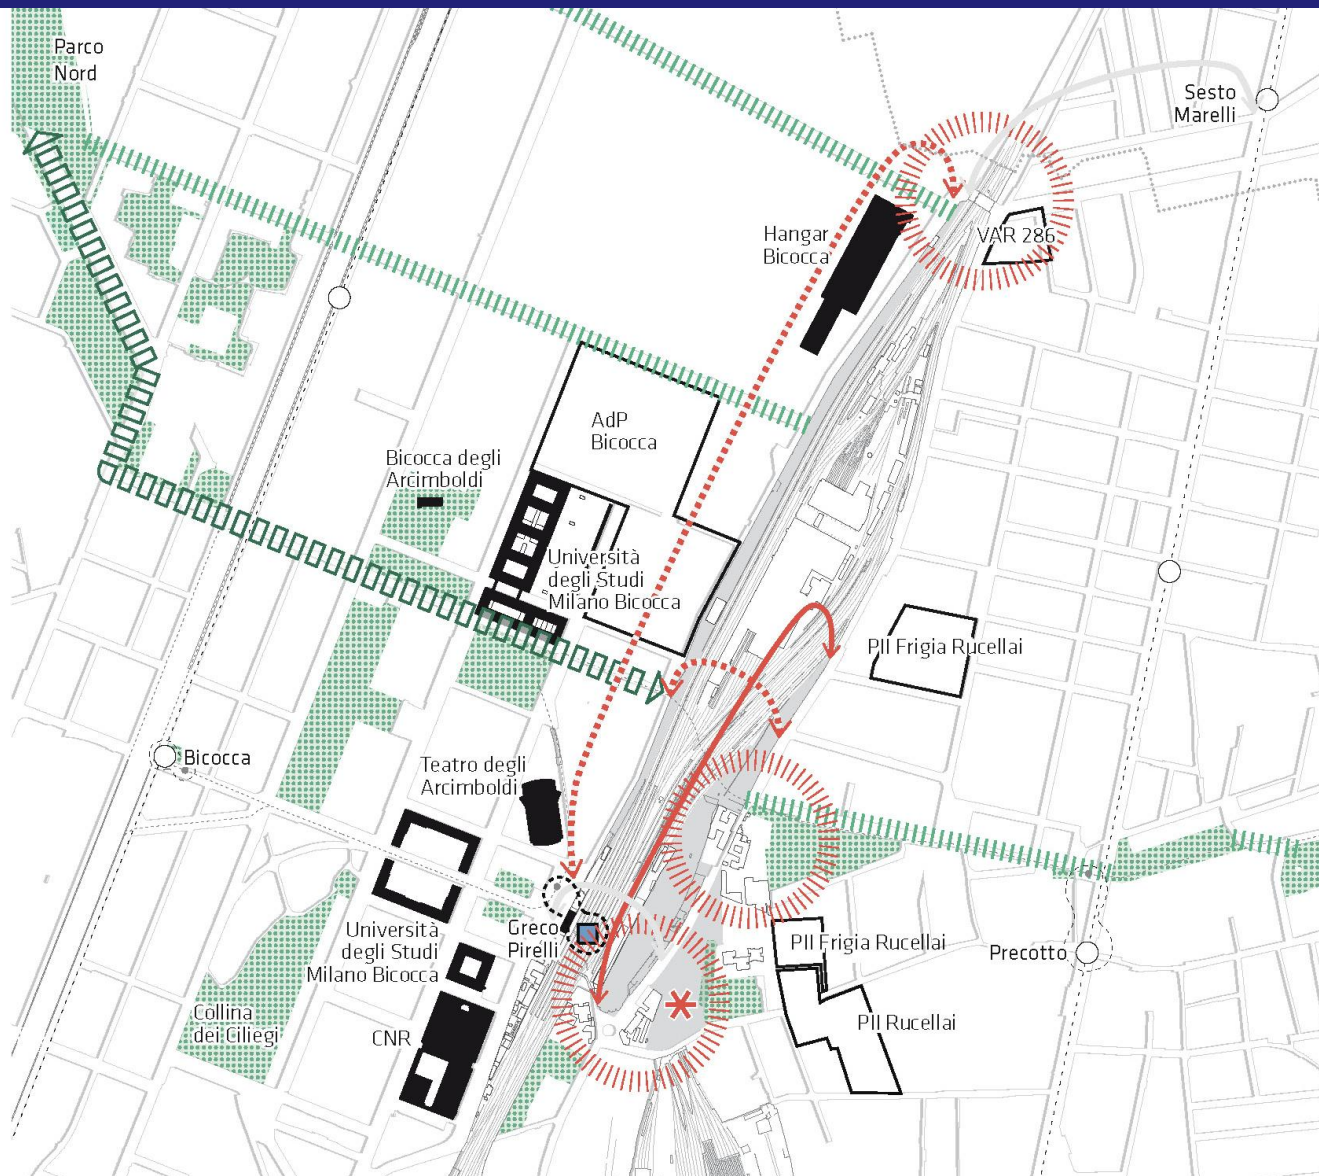 Parco
Nord
Sesto
Marelli
Hangar
Bicocca
VAR 286
AdP
Bicocca
Bicocca degli
Arcimboldi
Università
degli Studi
Milano Bicocca
PII Frigia Rucellai
Bicocca
Teatro degli
Arcimboldi
Università
degli Studi
Milano Bicocca
Greco
Pirelli
PII Frigia Rucellai
Precotto
Collina
dei Ciliegi
CNR
PII Rucellai